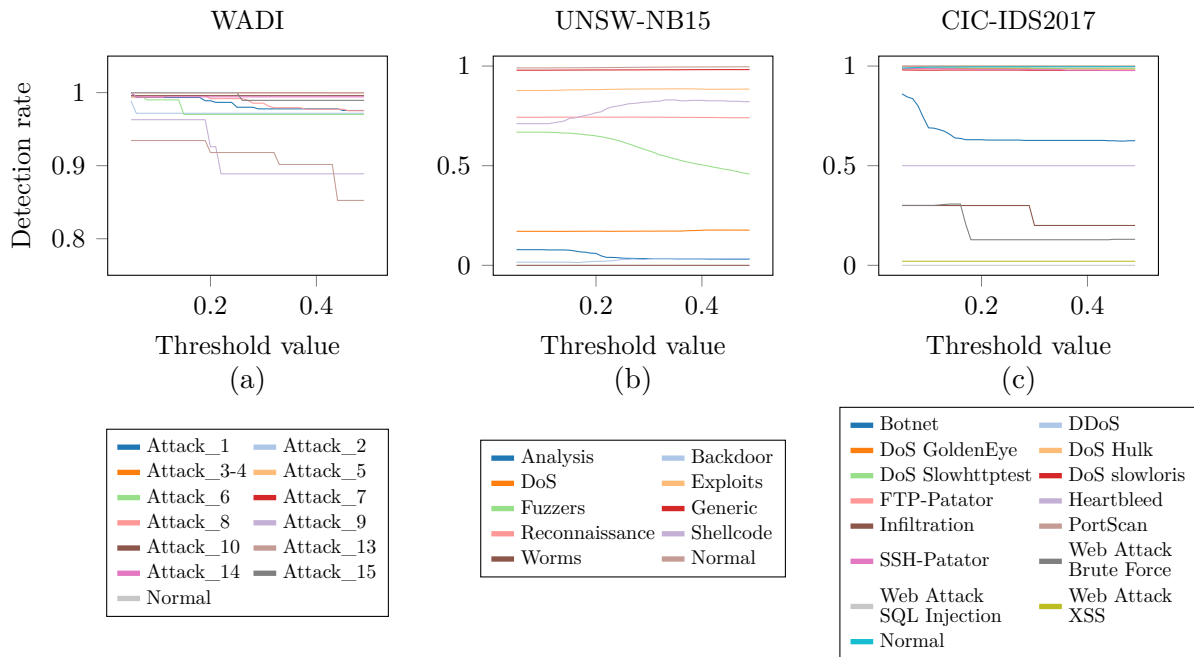 WADI
UNSW-NB15
CIC-IDS2017
Detection rate
1
0.9
0.8
0.2
0.4
Threshold value
(a)
1
0.5
0
0.2
0.4
Threshold value
(b)
1
0.5
0
0.2
0.4
Threshold value
(c)
Attack_1
Attack_2
Attack_3-4
Attack_5
Attack_6
Attack_7
Attack_8
Attack_9
Attack_10
Attack_13
Attack_14
Attack_15
Normal
Analysis
Backdoor
DoS
Exploits
Fuzzers
Generic
Reconnaissance
Shellcode
Worms
Normal
Botnet
DDoS
DoS GoldenEye
DoS Hulk
DoS Slowhttptest
DoS slowloris
FTP-Patator
Heartbleed
Infiltration
PortScan
SSH-Patator
Web Attack
Brute Force
Web Attack
SQL Injection
Web Attack
XSS
Normal